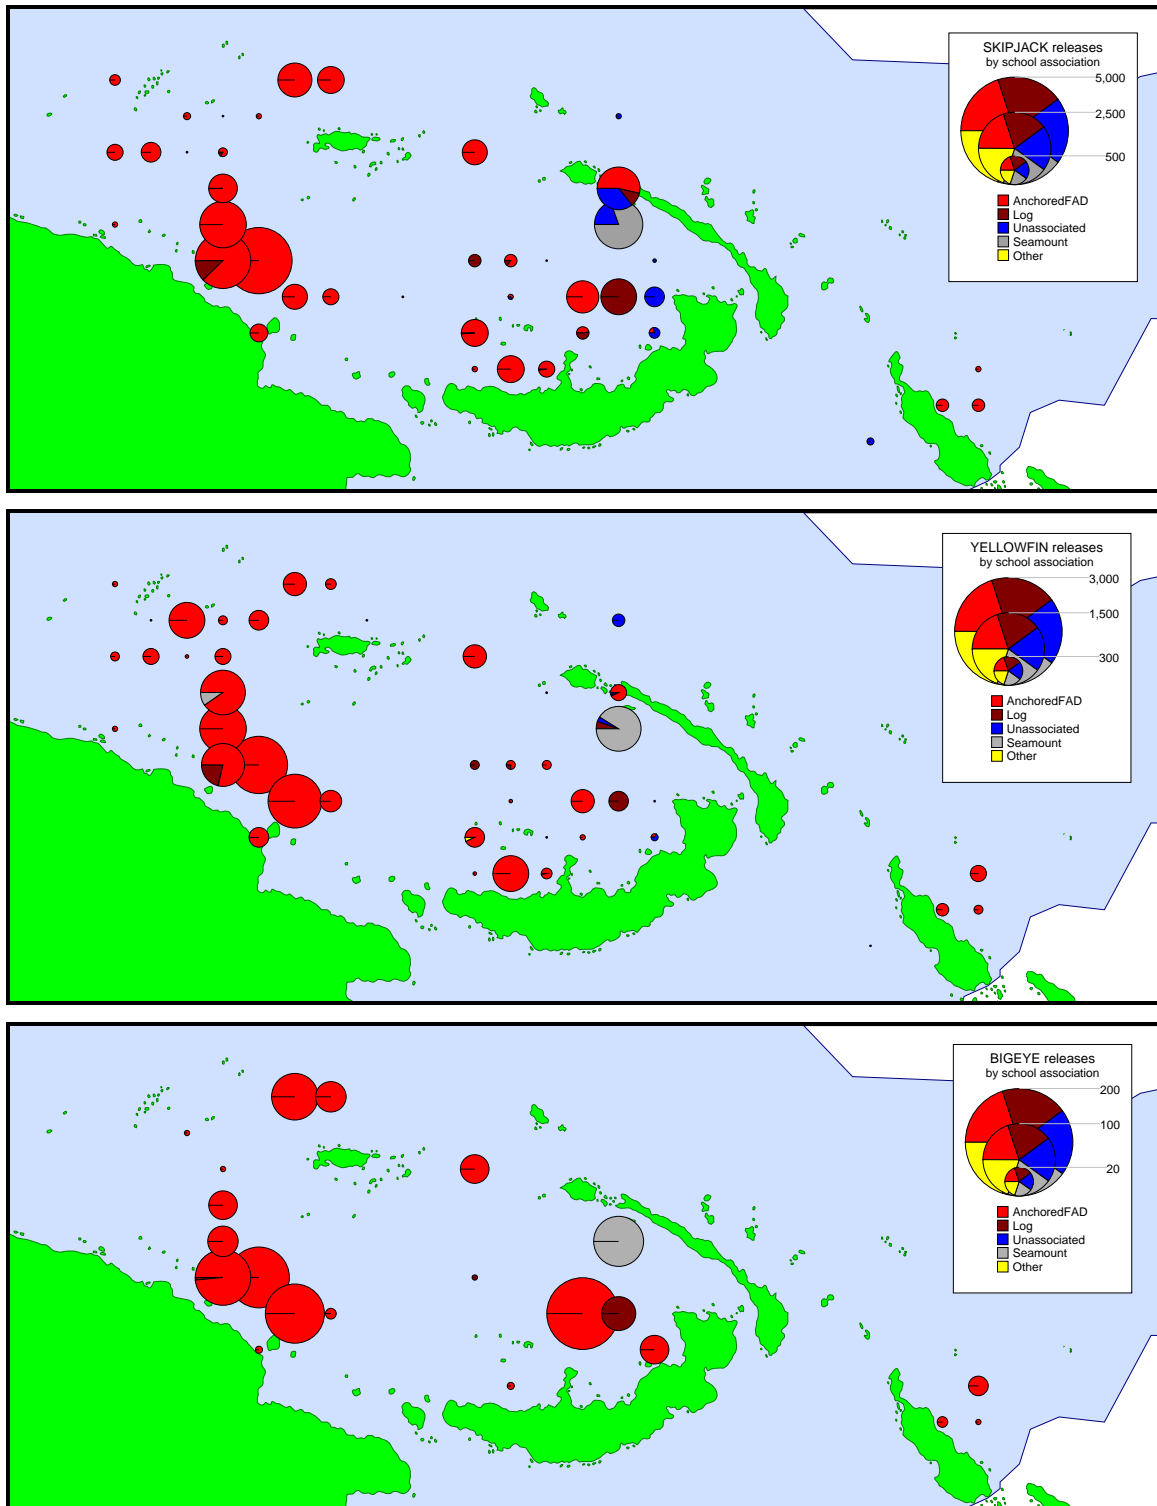 SKIPJACK releases
by school association
5,000
2,500
500
AnchoredFAD
Log
Unassociated
Seamount
Other
YELLOWFIN releases
by school association
3,000
1,500
300
AnchoredFAD
Log
Unassociated
Seamount
Other
BIGEYE releases
by school association
200
100
20
AnchoredFAD
Log
Unassociated
Seamount
Other